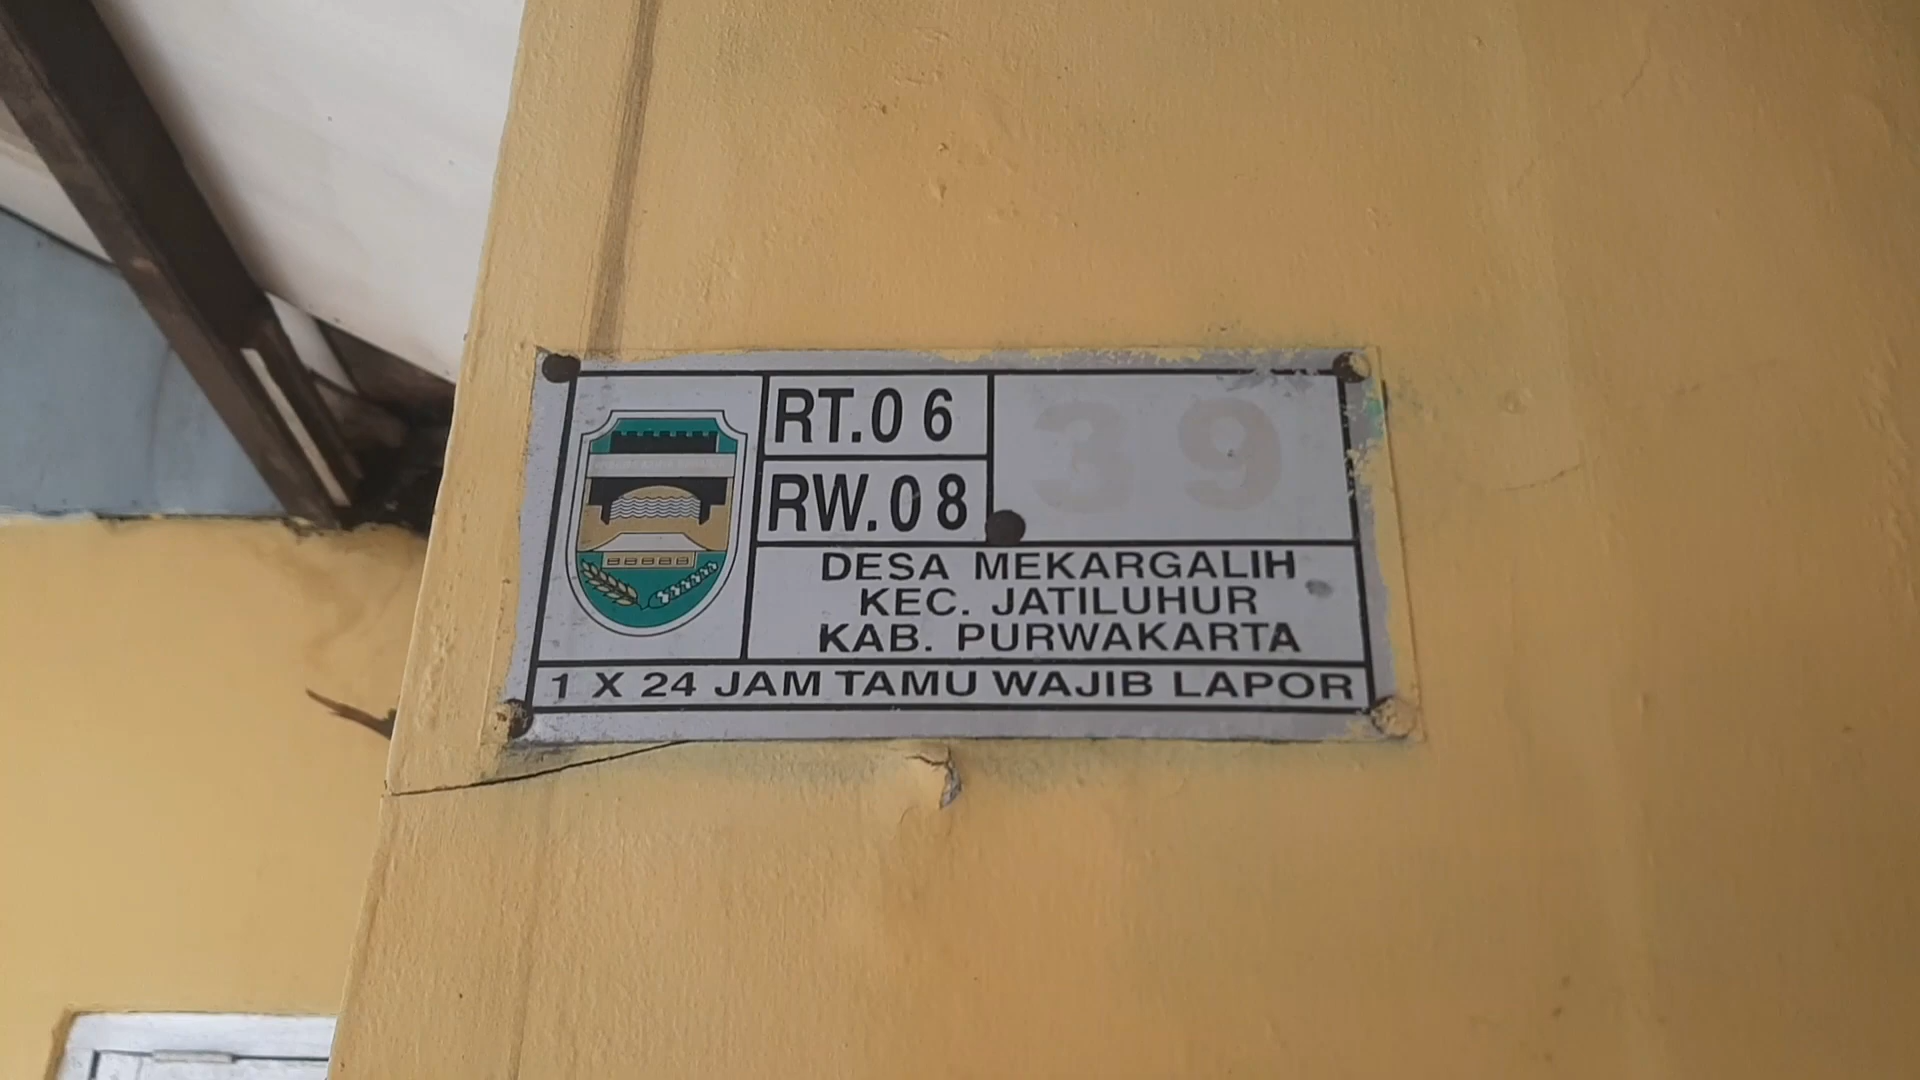 RT.06
RW.08
39
DESA MEKARGALIH
KEC. JATILUHUR
KAB. PURWAKARTA
1 X 24 JAM TAMU WAJIB LAPOR